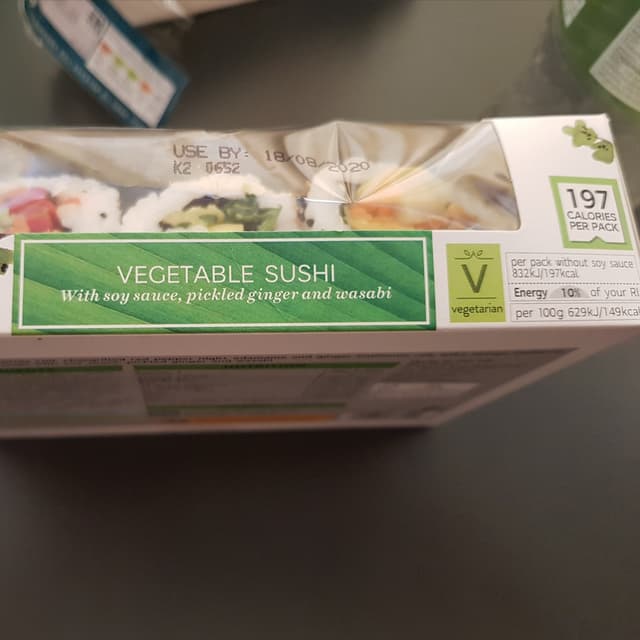 USE BY: 18/08/2020
K2 0652
197
CALORIES
PER PACK
VEGETABLE SUSHI
With soy sauce, pickled ginger and wasabi
V
vegetarian
per pack without soy sauce
832kJ/197kcal
Energy 10% of your RI
per 100g 629kJ/149kcal